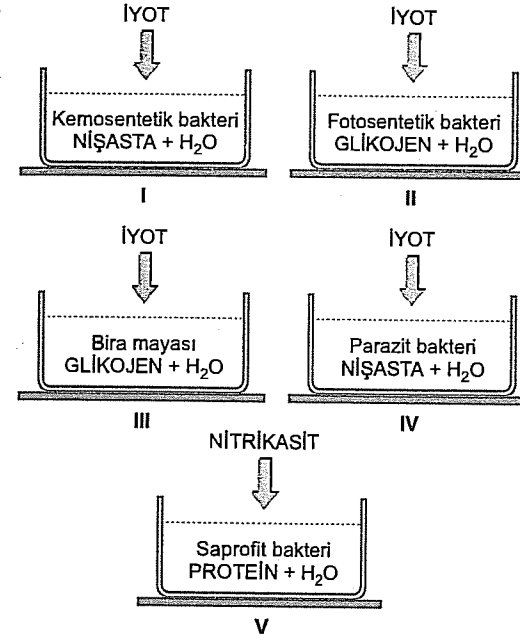 İYOT
Kemosentetik bakteri
NİŞASTA + H₂O
I
İYOT
Fotosentetik bakteri
GLİKOJEN + H₂O
II
İYOT
Bira mayası
GLİKOJEN + H₂O
III
İYOT
Parazit bakteri
NİŞASTA + H₂O
IV
NİTRİKASİT
Saprofit bakteri
PROTEİN + H₂O
V